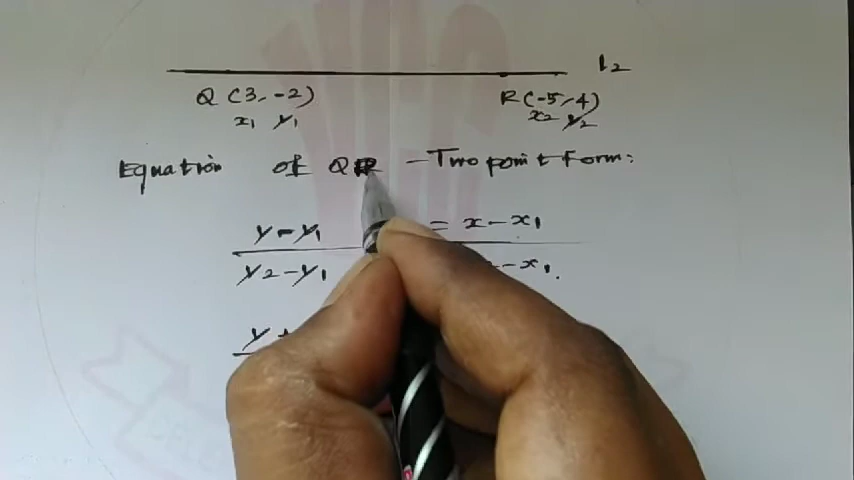 l2
Q (3, -2) R(-5, 4)
x1 y1 x2 y2
Equation of QR - Two point Form:
y - y1 = x - x1
y2 - y1 - x1.
y +